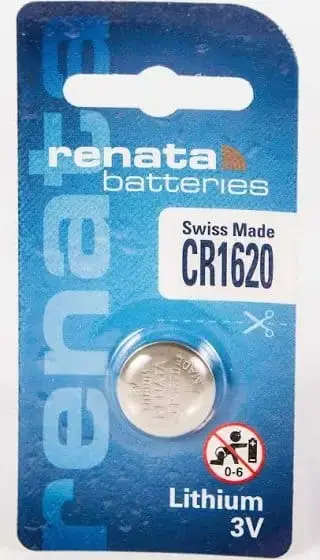 renata
batteries
Swiss Made
CR1620
renata
0-6
Lithium
3V